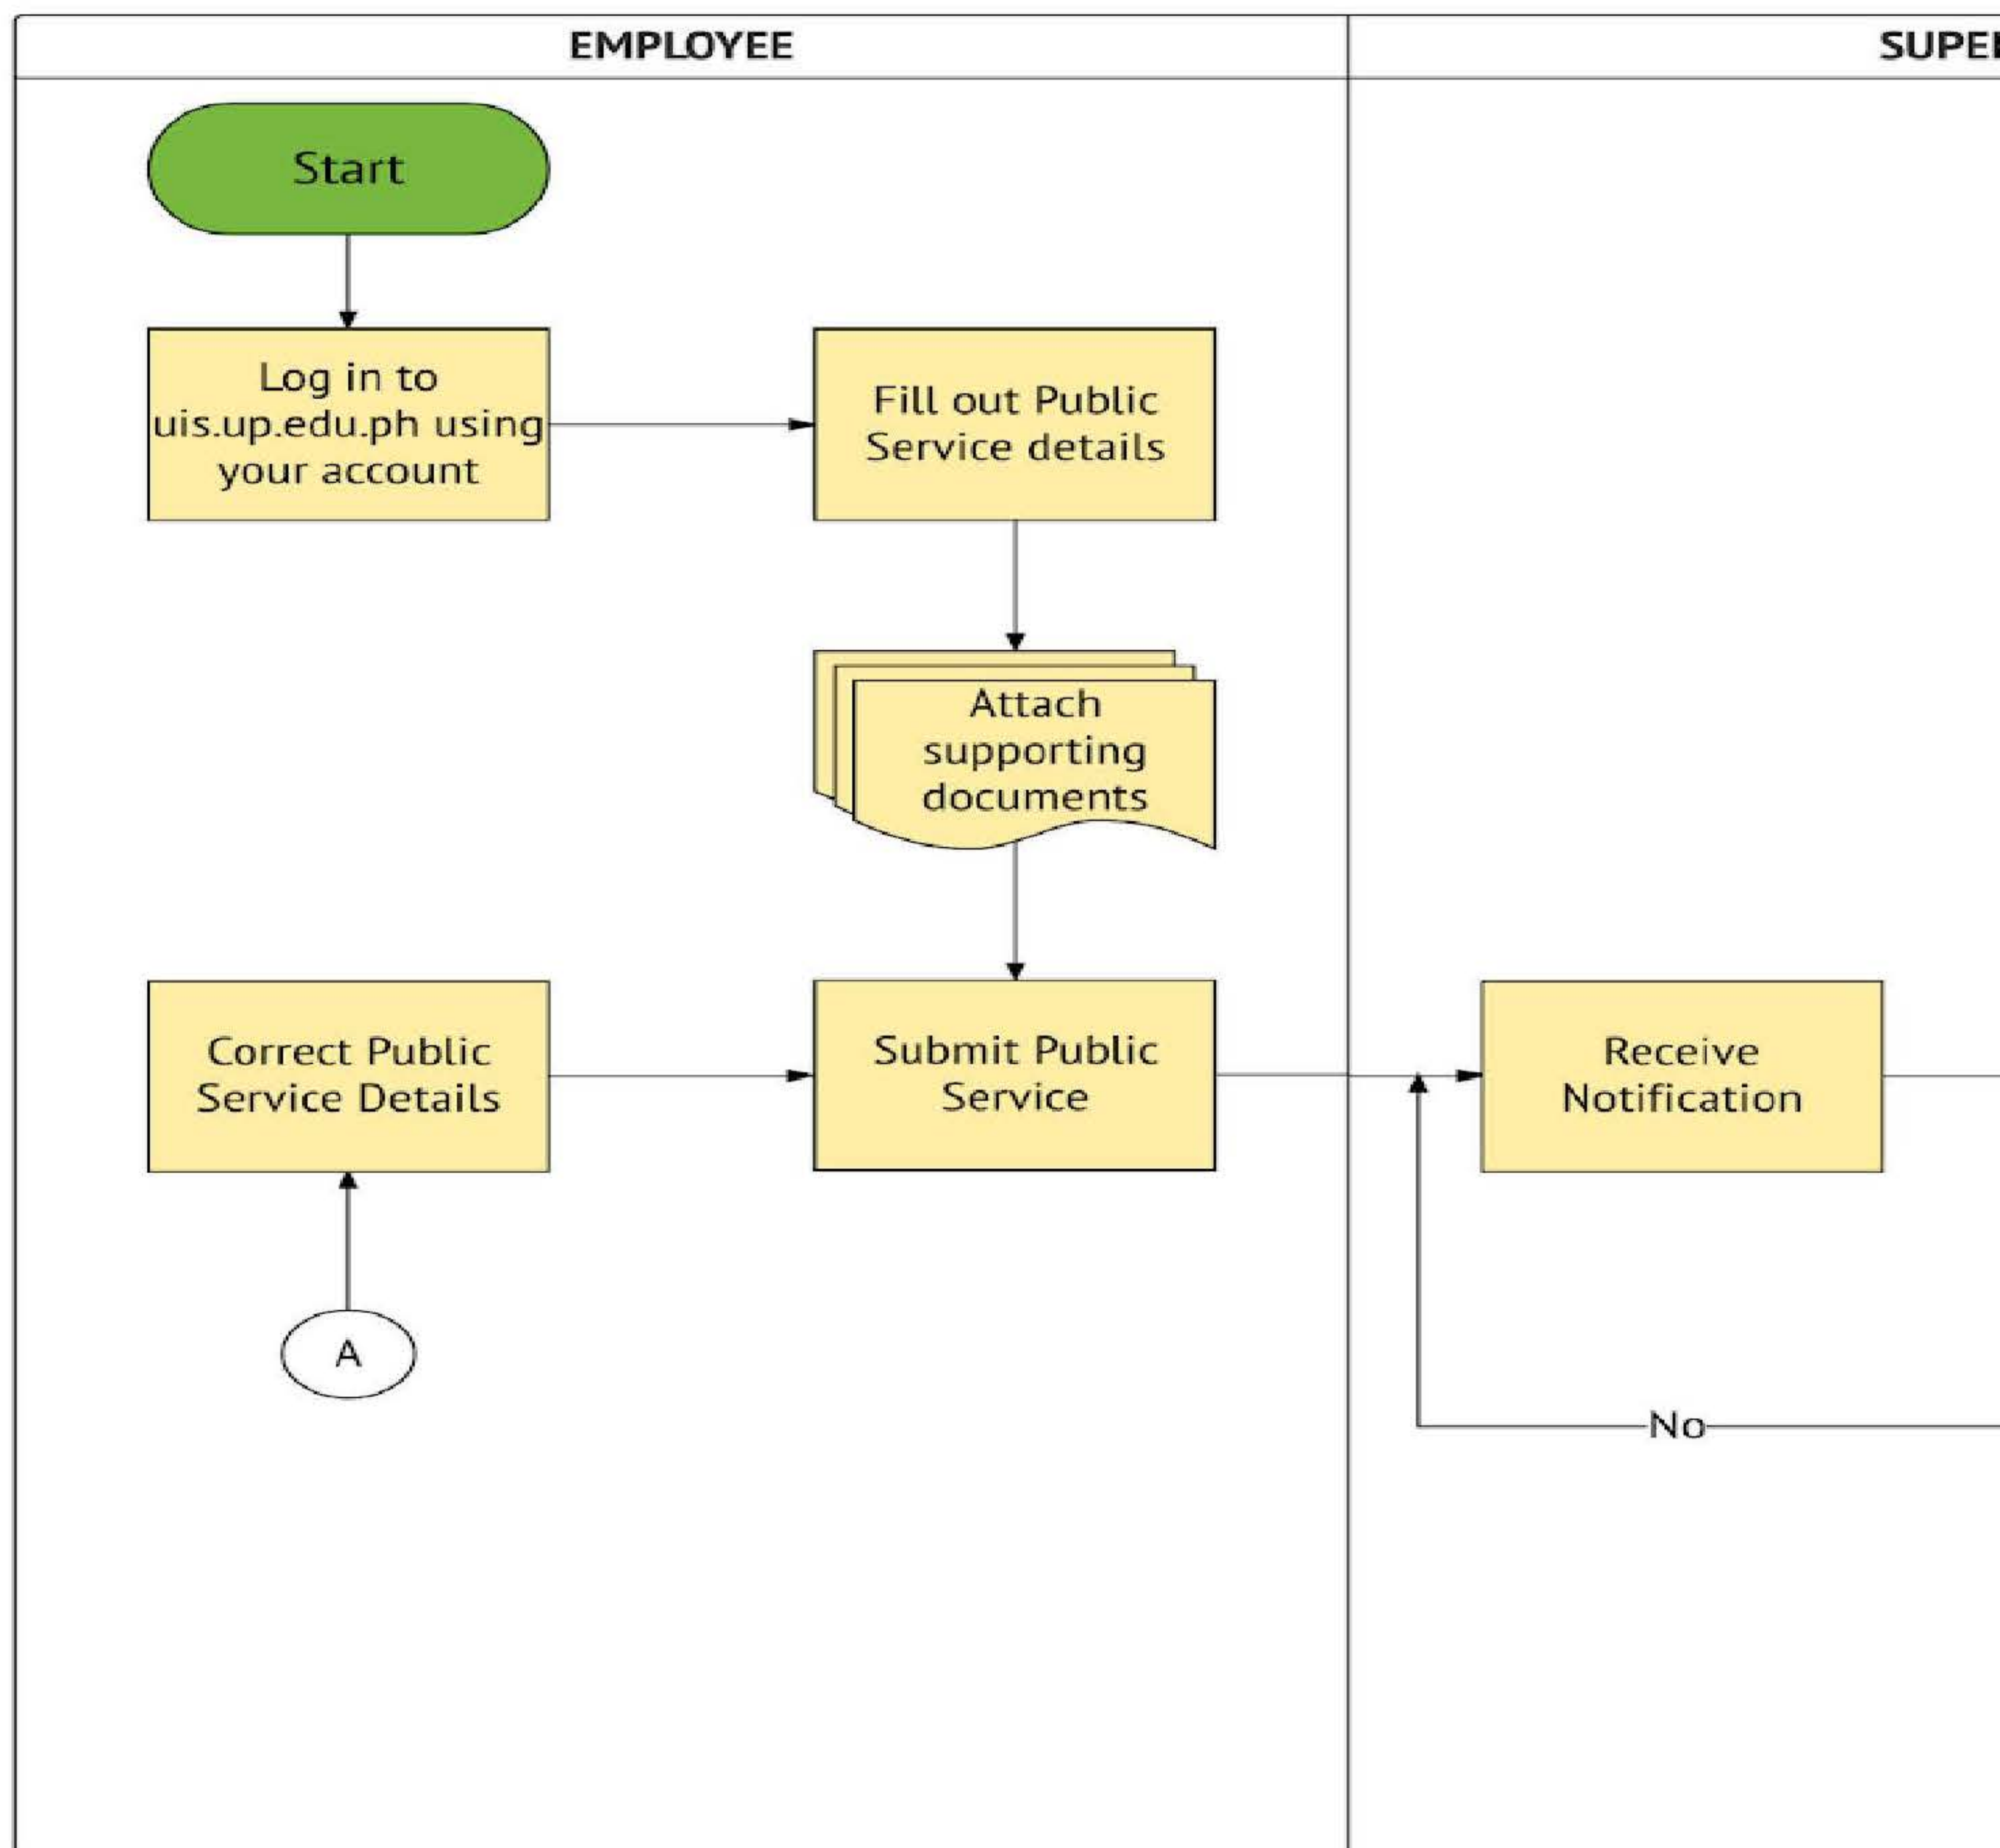 EMPLOYEE
Start
Log in to
uis.up.edu.ph using
your account
Fill out Public
Service details
Attach
supporting
documents
Correct Public
Service Details
Submit Public
Service
Receive
Notification
A
No